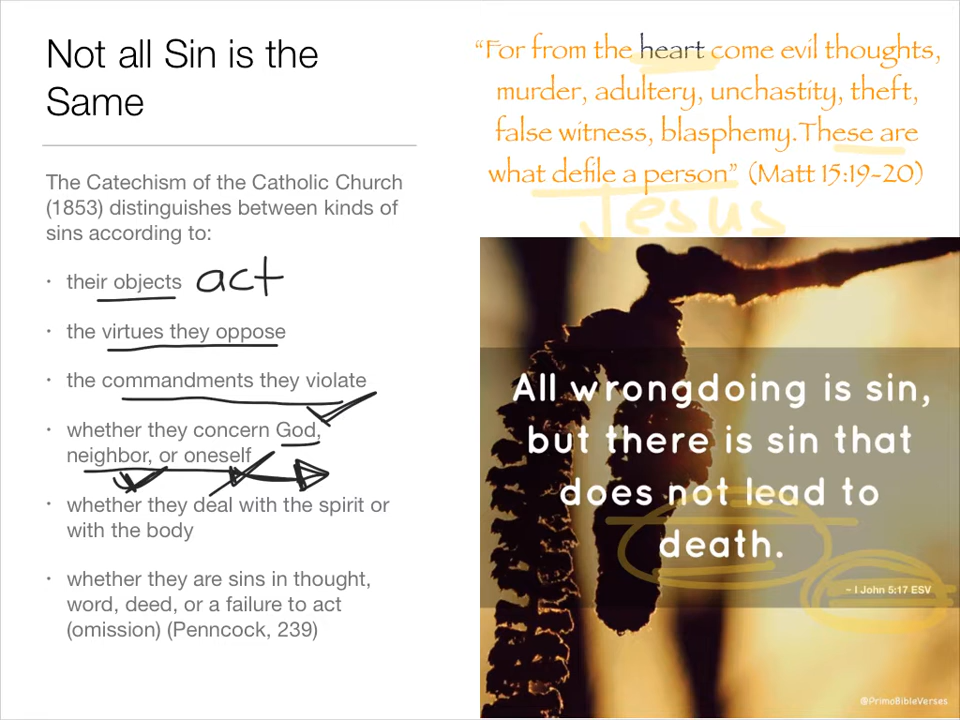 Not all Sin is the
Same
The Catechism of the Catholic Church
(1853) distinguishes between kinds of
sins according to:
• their objects act
• the virtues they oppose
• the commandments they violate
• whether they concern God,
neighbor, or oneself
• whether they deal with the spirit or
with the body
• whether they are sins in thought,
word, deed, or a failure to act
(omission) (Penncock, 239)
“For from the heart come evil thoughts,
murder, adultery, unchastity, theft,
false witness, blasphemy. These are
what defile a person” (Matt 15:19-20)
Jesus
All wrongdoing is sin,
but there is sin that
does not lead to
death.
~ I John 5:17 ESV
@PrimoBibleVerses